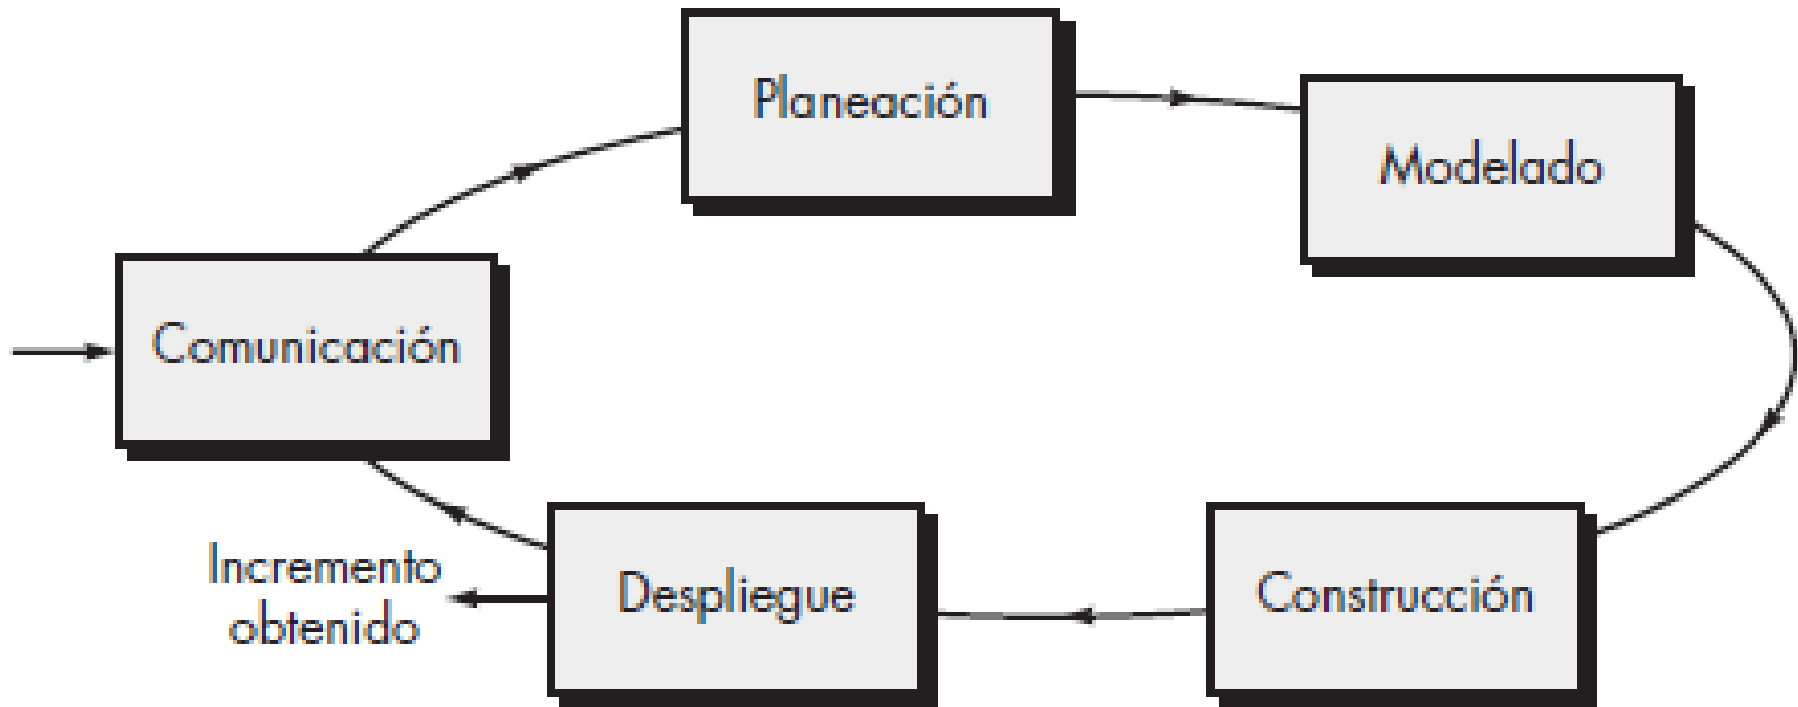 Planeación
Modelado
Comunicación
Incremento
obtenido
Despliegue
Construcción